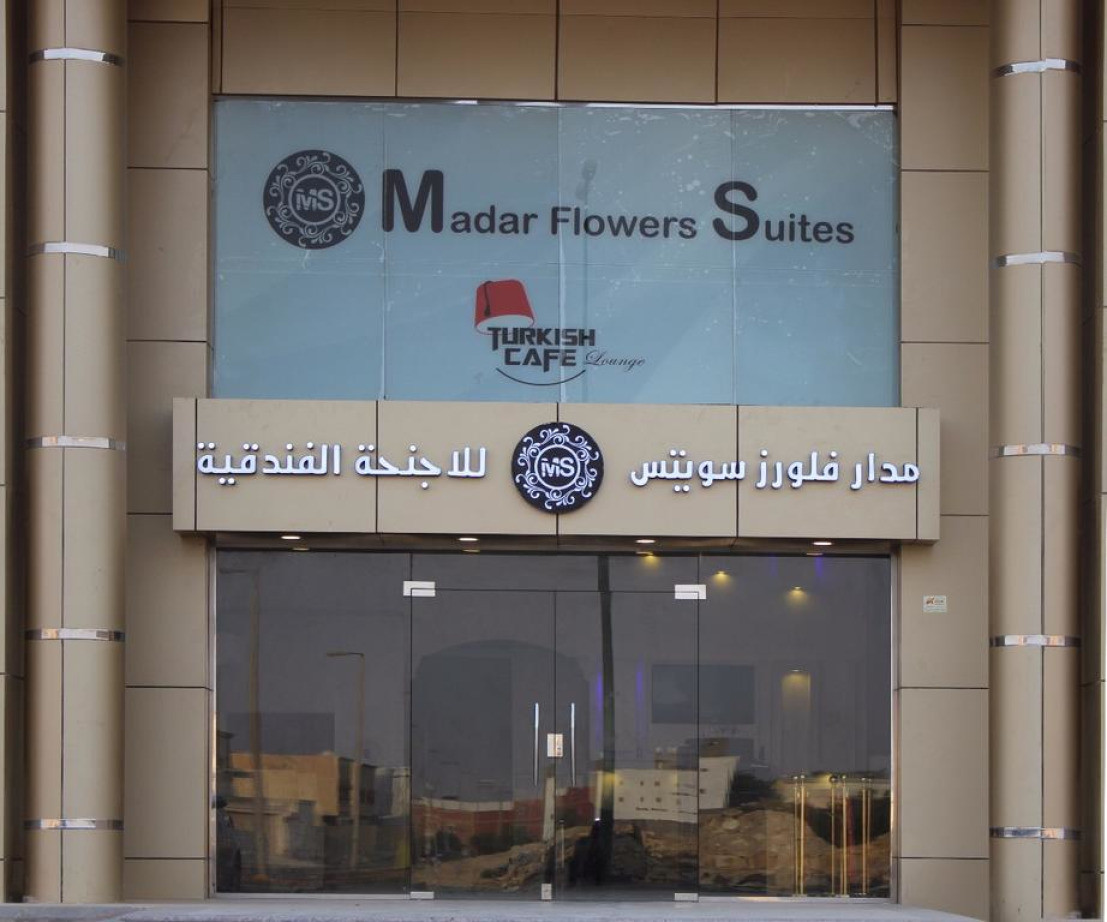 MS
Madar Flowers Suites
TURKISH
CAFE Lounge
مدار فلورز سويتس MS للاجنحة الفندقية